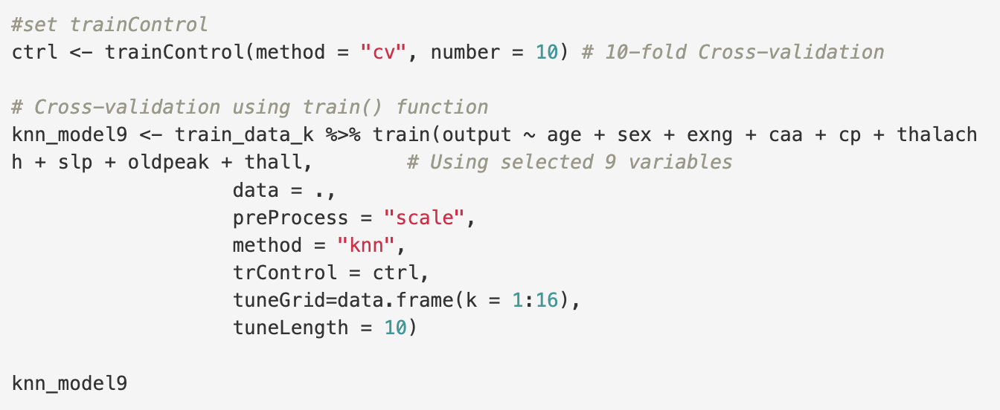 #set trainControl
ctrl <- trainControl(method = "cv", number = 10) # 10-fold Cross-validation
# Cross-validation using train() function
knn_model9 <- train_data_k %>% train(output ~ age + sex + exng + caa + cp + thalach
h + slp + oldpeak + thall,        # Using selected 9 variables
                   data = .,
                   preProcess = "scale",
                   method = "knn",
                   trControl = ctrl,
                   tuneGrid=data.frame(k = 1:16),
                   tuneLength = 10)
knn_model9